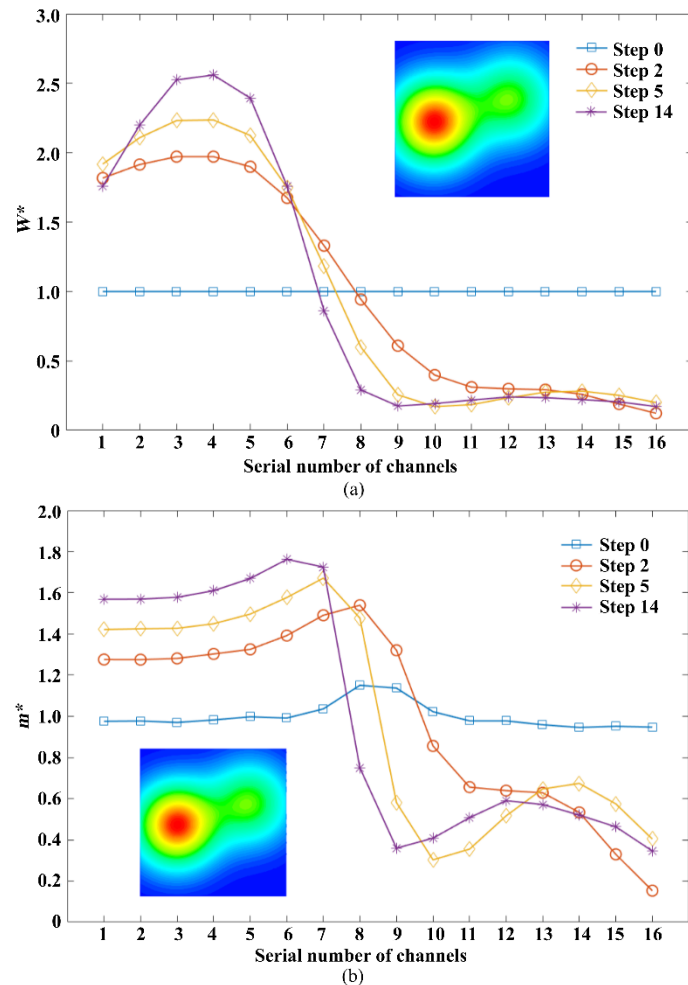 3.0
2.5
2.0
1.5
1.0
0.5
0
W*
Step 0
Step 2
Step 5
Step 14
1 2 3 4 5 6 7 8 9 10 11 12 13 14 15 16
Serial number of channels
(a)
2.0
1.8
1.6
1.4
1.2
1.0
0.8
0.6
0.4
0.2
0
m*
Step 0
Step 2
Step 5
Step 14
1 2 3 4 5 6 7 8 9 10 11 12 13 14 15 16
Serial number of channels
(b)